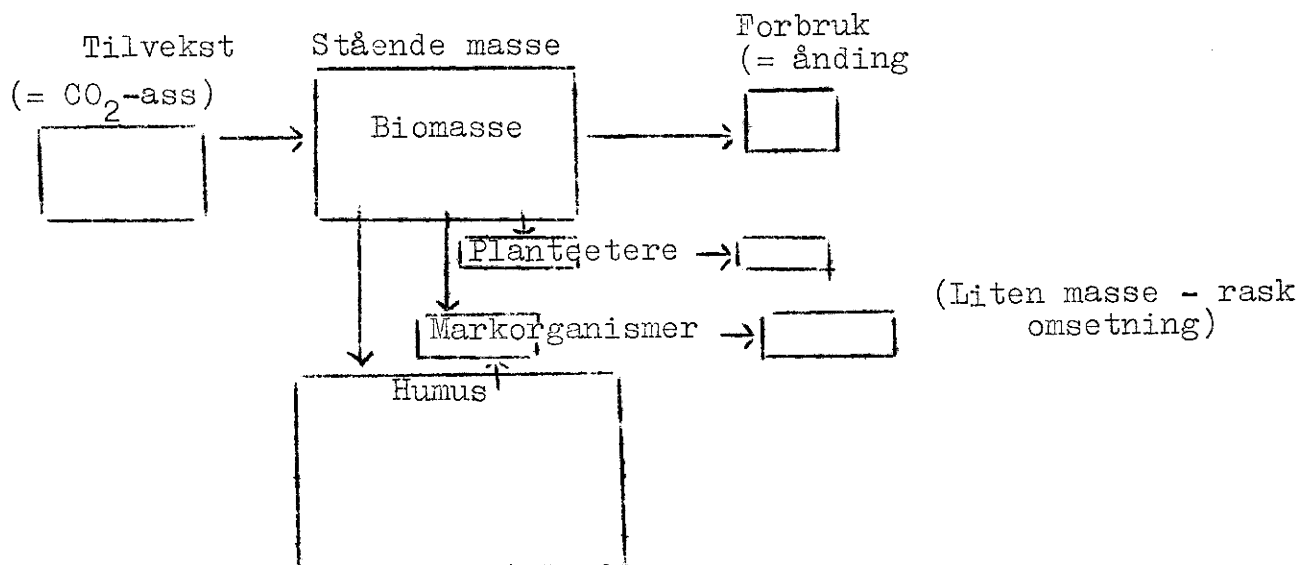 Tilvekst
(= CO₂-ass)
Stående masse
Forbruk
(= ånding
Biomasse
Planteetere
Markorganismer
(Liten masse - rask
omsetning)
Humus